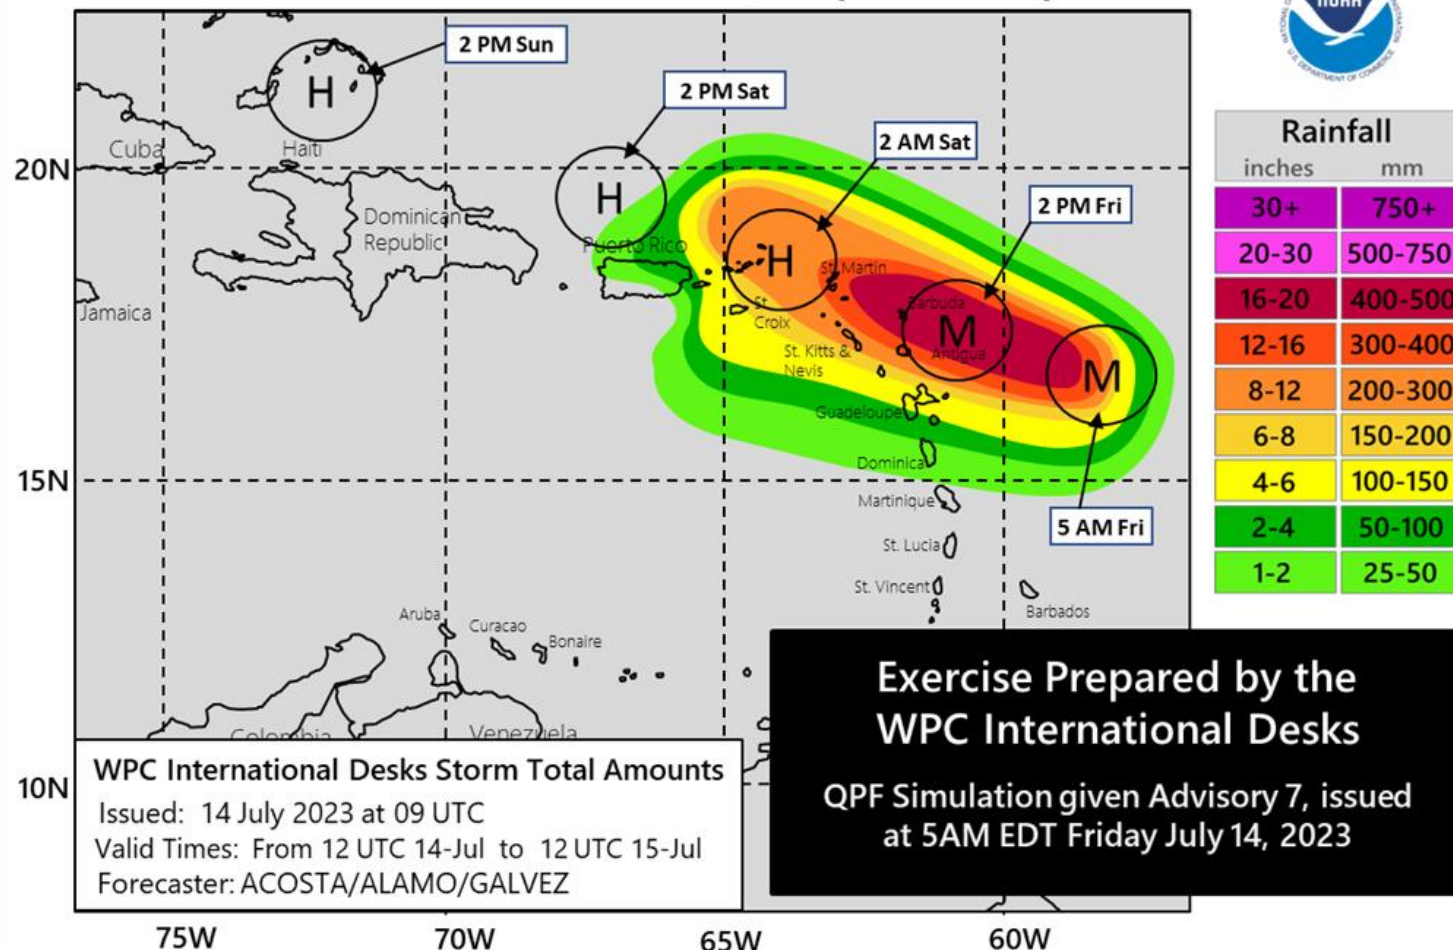 2 PM Sun
2 PM Sat
2 AM Sat
2 PM Fri
5 AM Fri
H
H
H
M
M
20N
15N
10N
75W
70W
65W
60W
Cuba
Haiti
Dominican
Republic
Jamaica
Puerto Rico
St. Martin
St.
Croix
Barbuda
Antigua
St. Kitts &
Nevis
Guadeloupe
Dominica
Martinique
St. Lucia
St. Vincent
Barbados
Aruba
Curacao
Bonaire
Colombia
Venezuela
U.S. DEPARTMENT OF COMMERCE
Rainfall
inches mm
30+ 750+
20-30 500-750
16-20 400-500
12-16 300-400
8-12 200-300
6-8 150-200
4-6 100-150
2-4 50-100
1-2 25-50
WPC International Desks Storm Total Amounts
Issued: 14 July 2023 at 09 UTC
Valid Times: From 12 UTC 14-Jul to 12 UTC 15-Jul
Forecaster: ACOSTA/ALAMO/GALVEZ
Exercise Prepared by the
WPC International Desks
QPF Simulation given Advisory 7, issued
at 5AM EDT Friday July 14, 2023